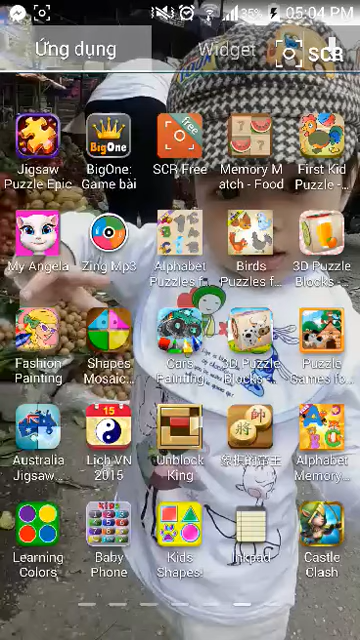 35% 05:04 PM
Ứng dụng Widget SCR
Jigsaw Puzzle Epic
BigOne: Game bài
SCR Free
Memory M atch - Food
First Kid Puzzle -...
My Angela
Zing Mp3
Alphabet Puzzles f...
Birds Puzzles f...
3D Puzzle Blocks -...
Fashion Painting
Shapes Mosaic...
Cars Painting
3D Puzzle Blocks -...
Puzzle Games fo...
Australia Jigsaw...
Lịch VN 2015
Unblock King
Alphabet Memory...
Learning Colors
Baby Phone
Kids Shapes
Inkpad
Castle Clash